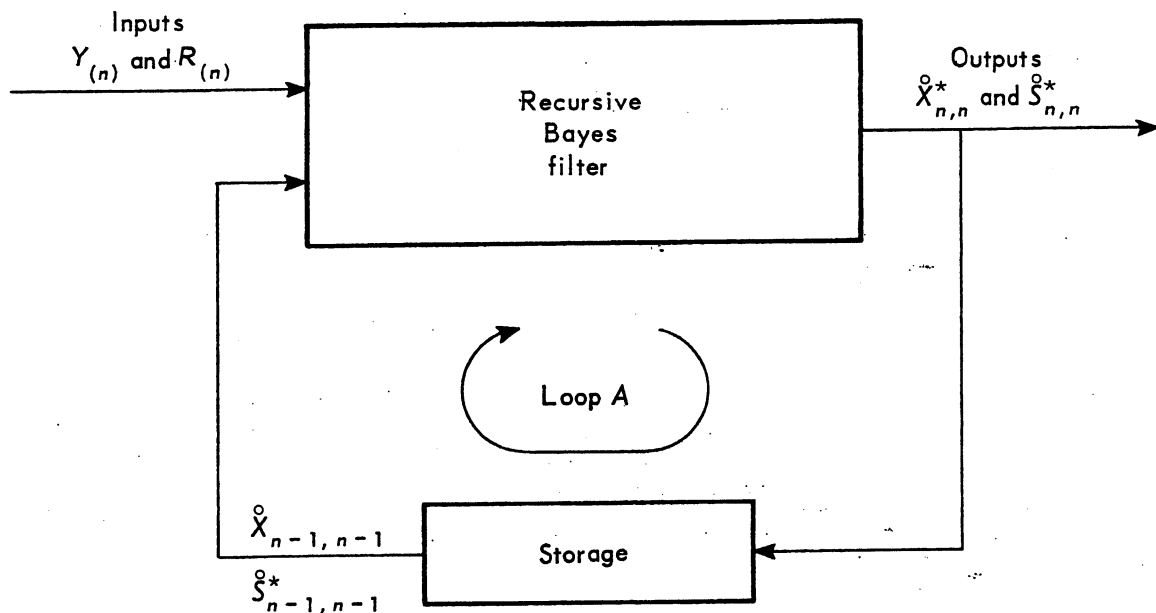 Inputs
Y(n) and R(n)
Recursive
Bayes
filter
Outputs
X̊*n,n and S̊*n,n
Loop A
X̊n-1, n-1
Storage
S̊*n-1, n-1